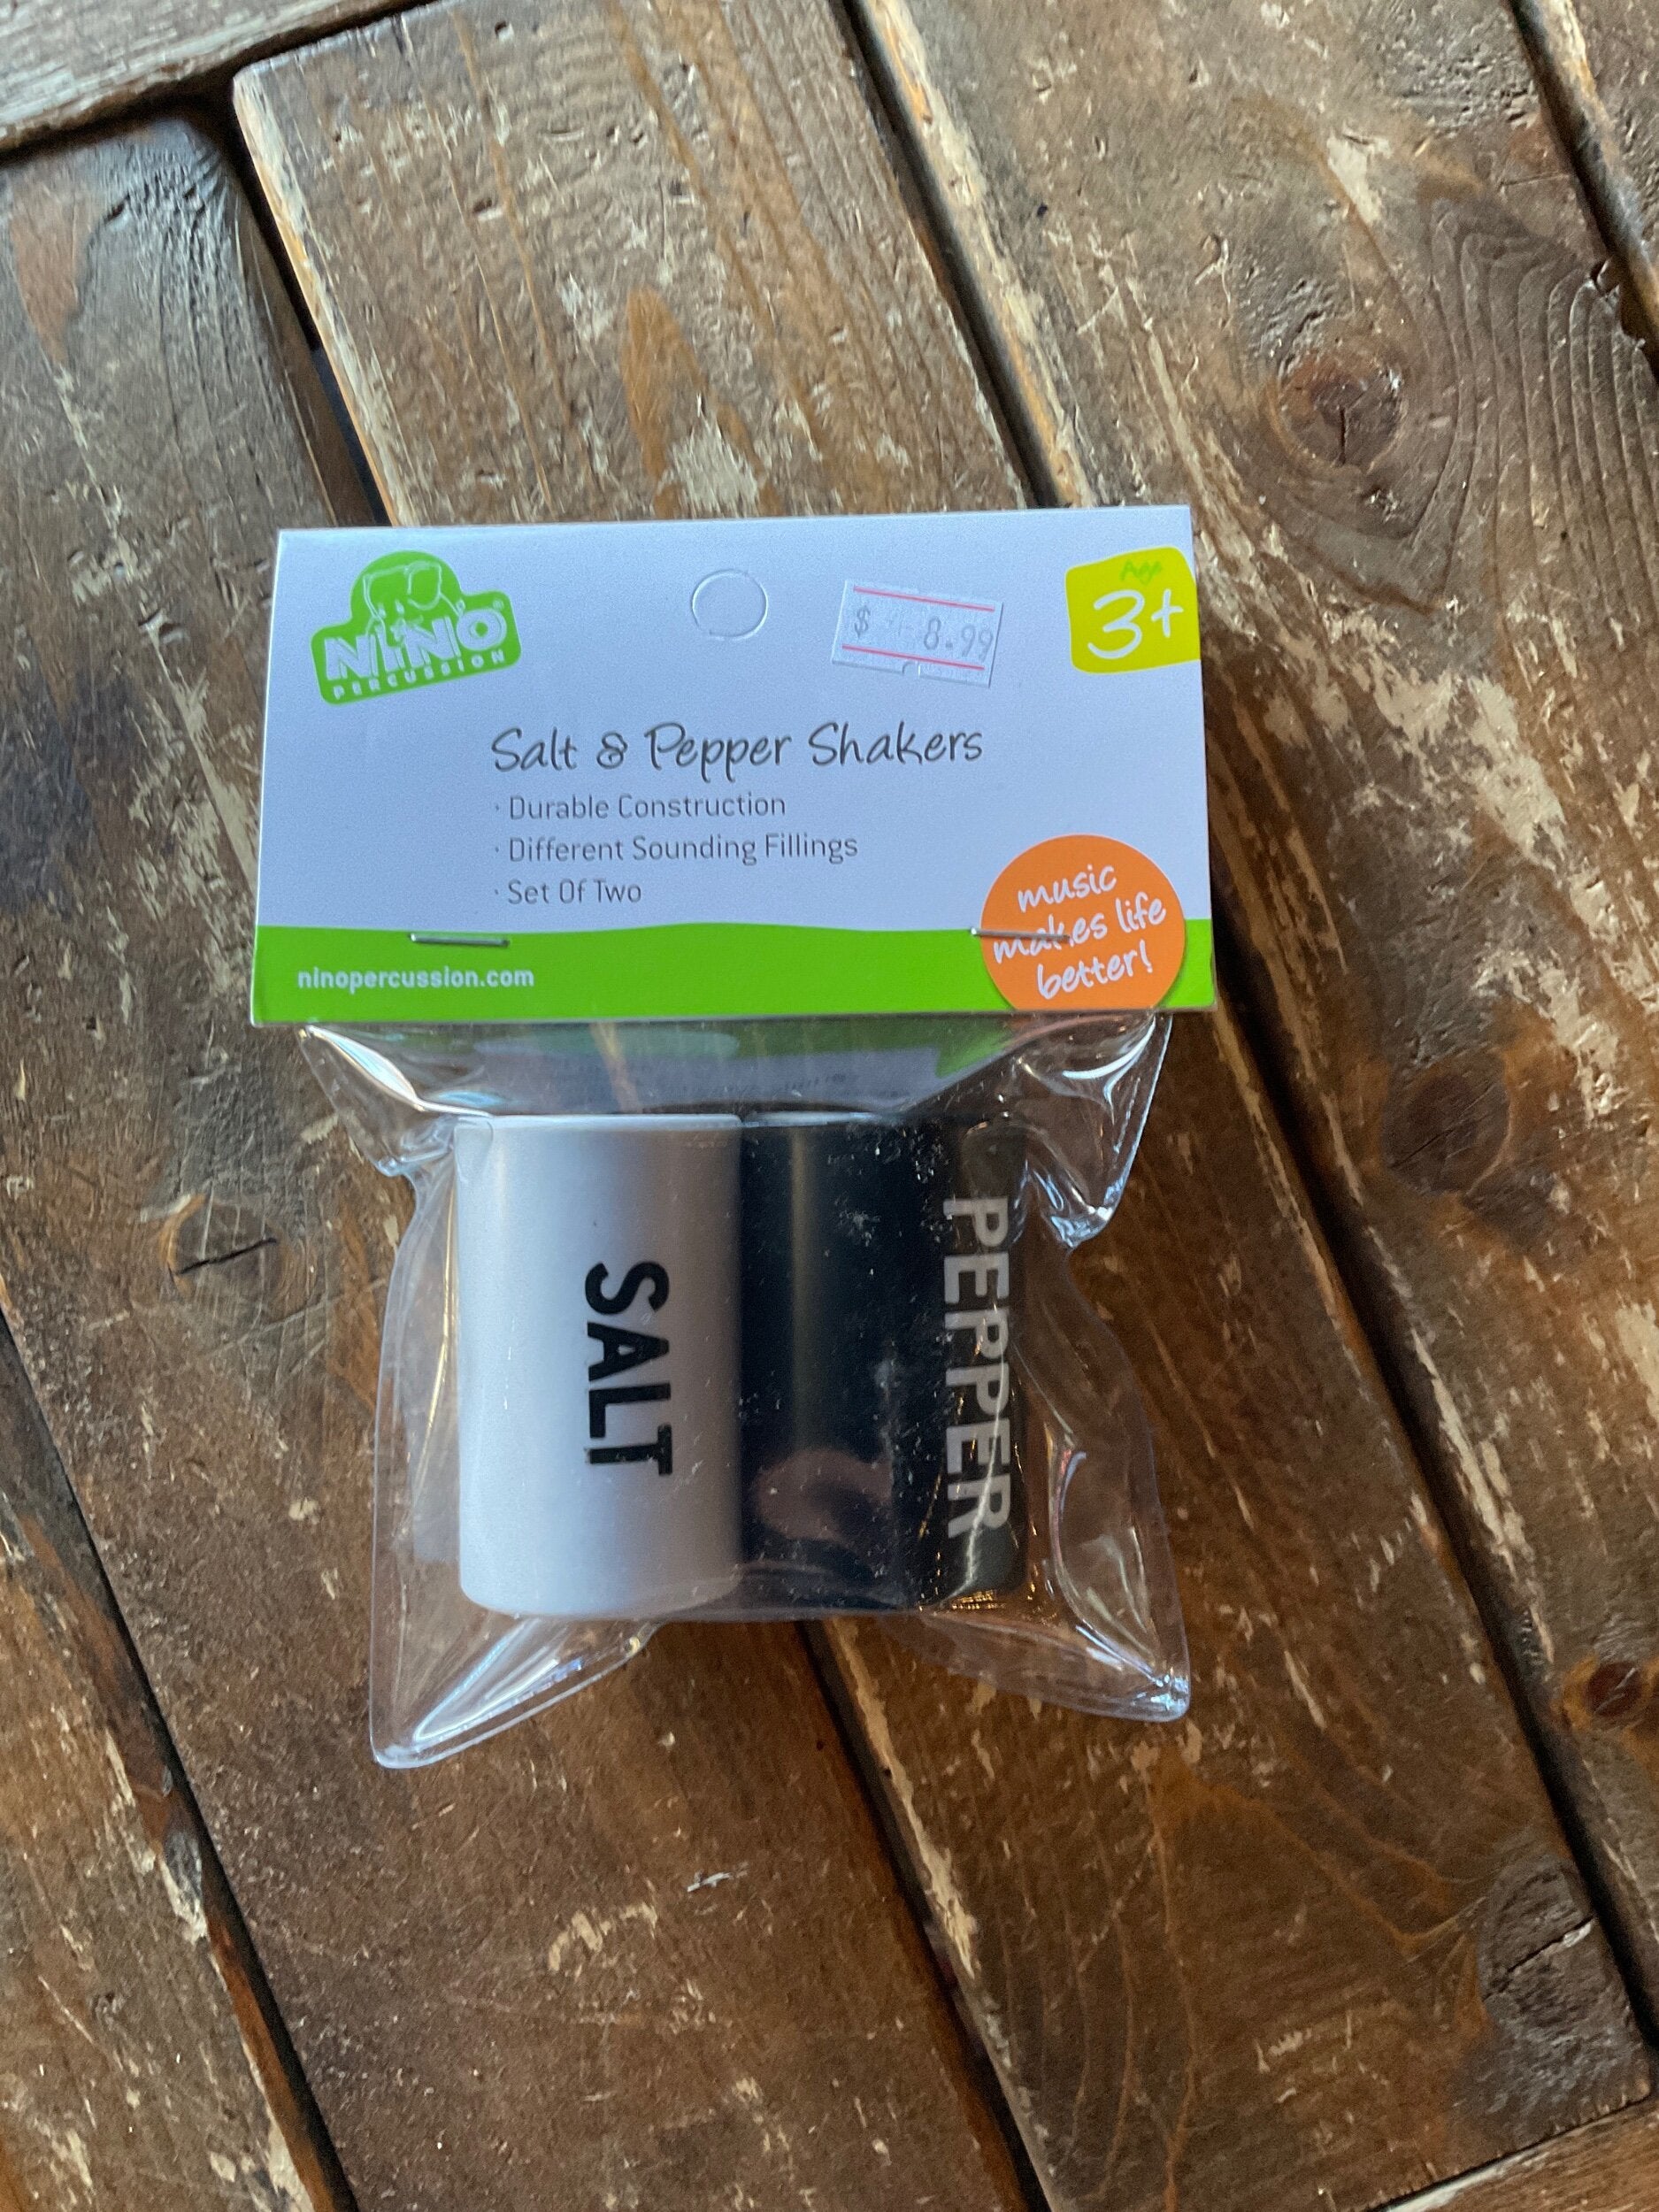 NINO®
PERCUSSION
$ 8.99
Age
3+
Salt & Pepper Shakers
· Durable Construction
· Different Sounding Fillings
· Set Of Two
music
makes life
better!
ninopercussion.com
SALT
PEPPER